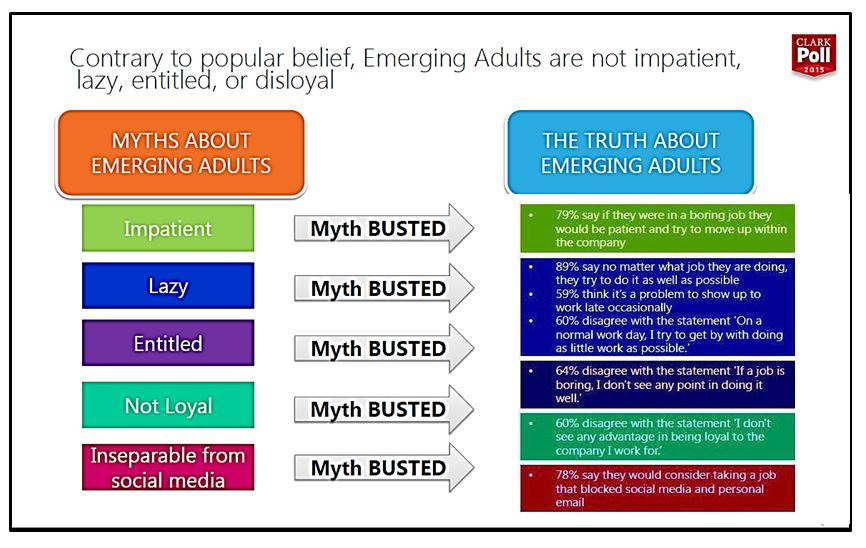 Contrary to popular belief, Emerging Adults are not impatient,
lazy, entitled, or disloyal
CLARK
Poll
2015
MYTHS ABOUT
EMERGING ADULTS
THE TRUTH ABOUT
EMERGING ADULTS
Impatient
Myth BUSTED
• 79% say if they were in a boring job they
would be patient and try to move up within
the company
Lazy
Myth BUSTED
• 89% say no matter what job they are doing,
they try to do it as well as possible
• 59% think it's a problem to show up to
work late occasionally
• 60% disagree with the statement 'On a
normal work day, I try to get by with doing
as little work as possible.'
Entitled
Myth BUSTED
• 64% disagree with the statement 'If a job is
boring, I don't see any point in doing it
well.'
Not Loyal
Myth BUSTED
• 60% disagree with the statement 'I don't
see any advantage in being loyal to the
company I work for.'
Inseparable from
social media
Myth BUSTED
• 78% say they would consider taking a job
that blocked social media and personal
email